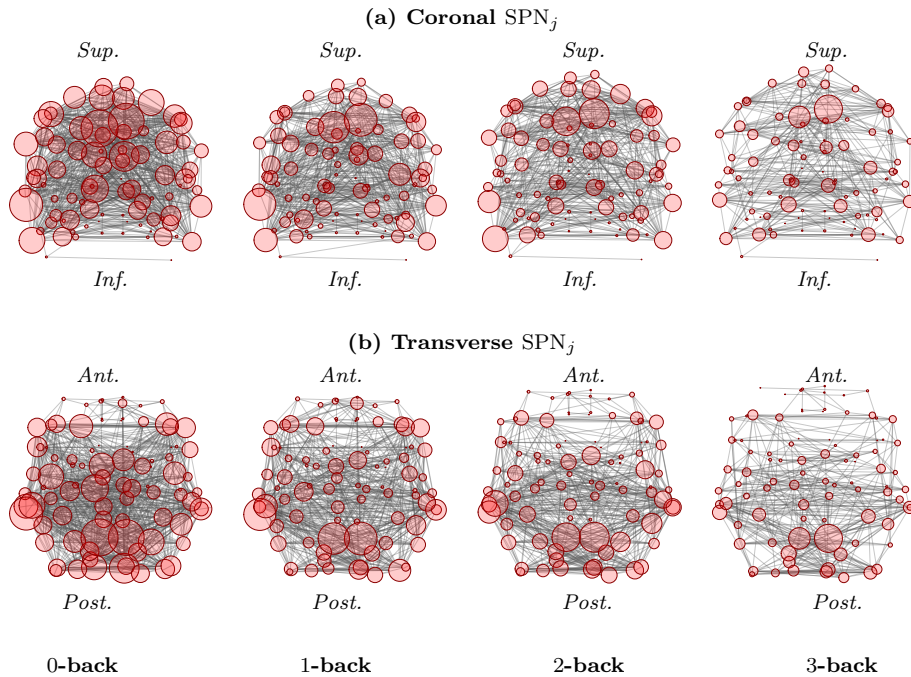 (a) Coronal SPN_j
Sup. Sup. Sup. Sup.
Inf. Inf. Inf. Inf.
(b) Transverse SPN_j
Ant. Ant. Ant. Ant.
Post. Post. Post. Post.
0-back 1-back 2-back 3-back